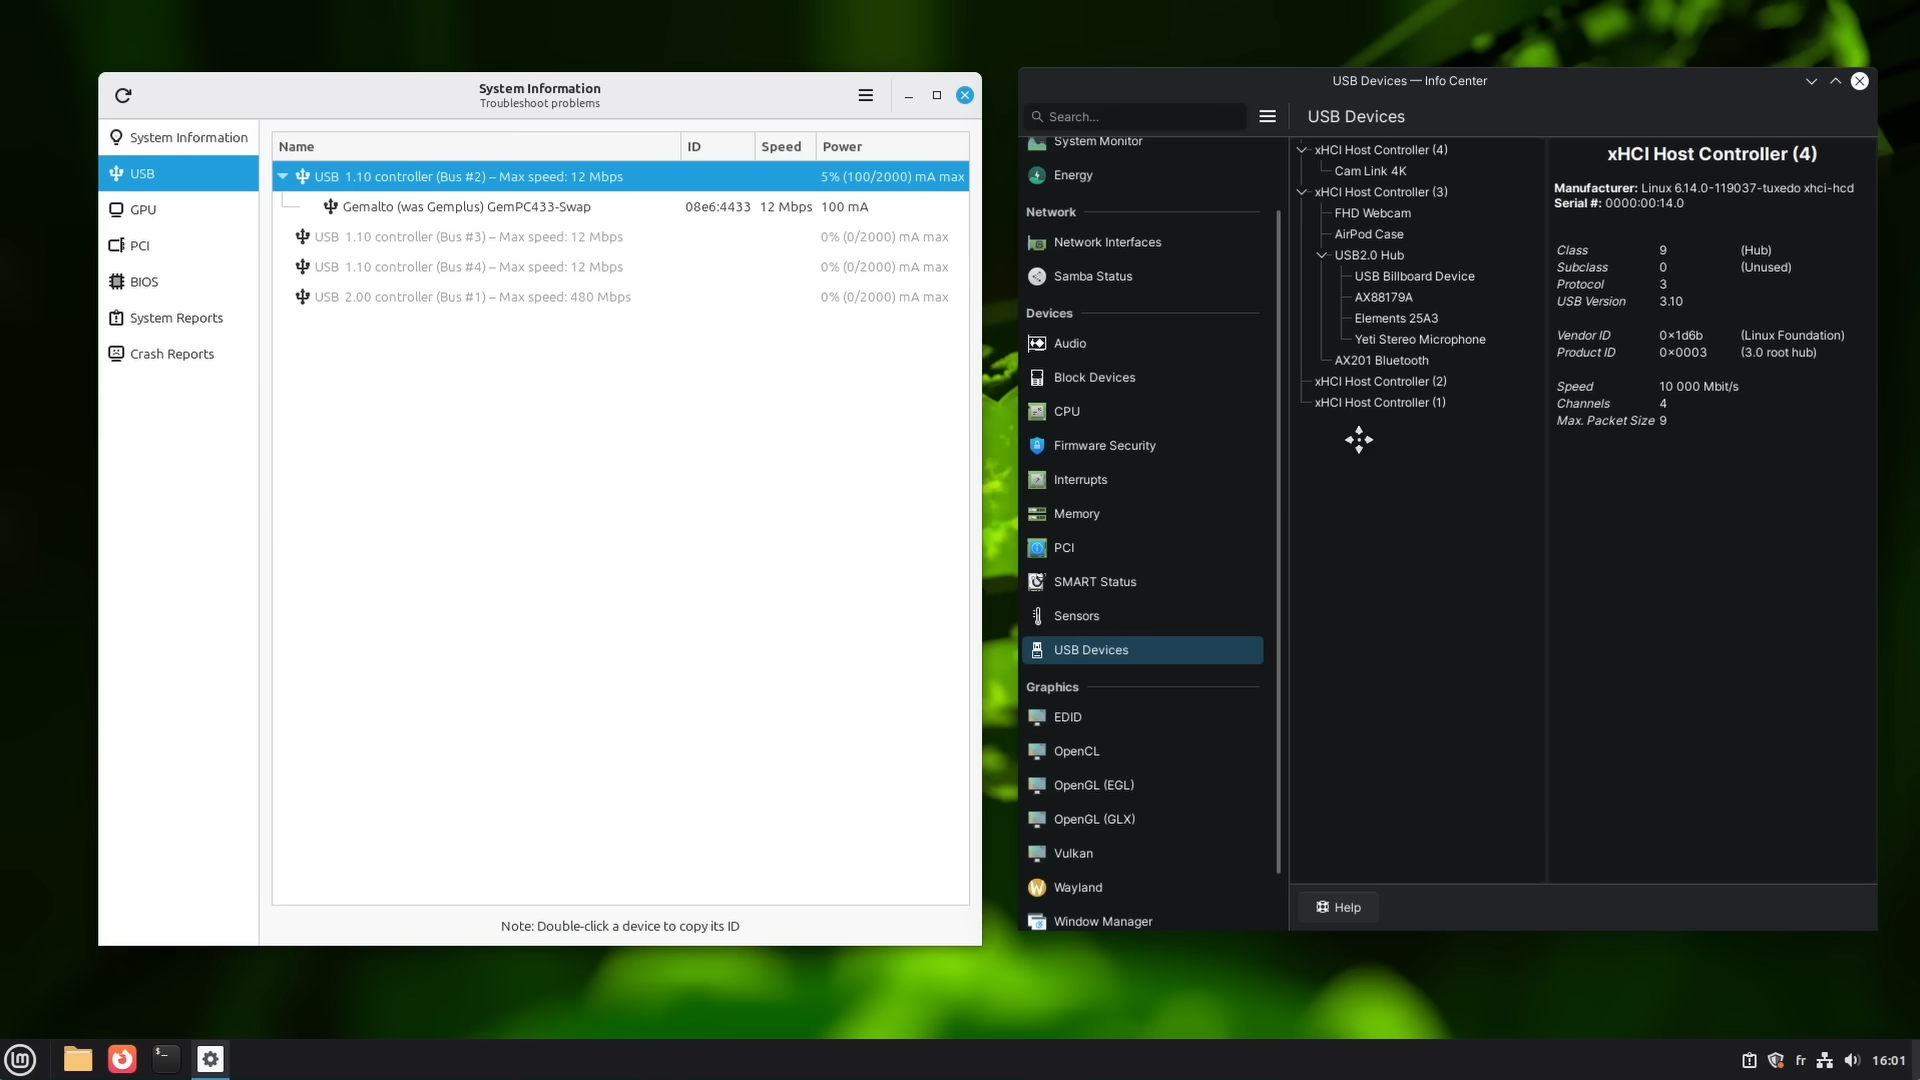 System Information
Troubleshoot problems
System Information
USB
GPU
PCI
BIOS
System Reports
Crash Reports
Name ID Speed Power
USB 1.10 controller (Bus #2) – Max speed: 12 Mbps 5% (100/2000) mA max
Gemalto (was Gemplus) GemPC433-Swap 08e6:4433 12 Mbps 100 mA
USB 1.10 controller (Bus #3) – Max speed: 12 Mbps 0% (0/2000) mA max
USB 1.10 controller (Bus #4) – Max speed: 12 Mbps 0% (0/2000) mA max
USB 2.00 controller (Bus #1) – Max speed: 480 Mbps 0% (0/2000) mA max
Note: Double-click a device to copy its ID
USB Devices — Info Center
Search...
USB Devices
System Monitor
Energy
Network
Network Interfaces
Samba Status
Devices
Audio
Block Devices
CPU
Firmware Security
Interrupts
Memory
PCI
SMART Status
Sensors
USB Devices
Graphics
EDID
OpenCL
OpenGL (EGL)
OpenGL (GLX)
Vulkan
Wayland
Window Manager
xHCI Host Controller (4)
Cam Link 4K
xHCI Host Controller (3)
FHD Webcam
AirPod Case
USB2.0 Hub
USB Billboard Device
AX88179A
Elements 25A3
Yeti Stereo Microphone
AX201 Bluetooth
xHCI Host Controller (2)
xHCI Host Controller (1)
xHCI Host Controller (4)
Manufacturer: Linux 6.14.0-119037-tuxedo xhci-hcd
Serial #: 0000:00:14.0
Class 9 (Hub)
Subclass 0 (Unused)
Protocol 3
USB Version 3.10
Vendor ID 0x1d6b (Linux Foundation)
Product ID 0x0003 (3.0 root hub)
Speed 10 000 Mbit/s
Channels 4
Max. Packet Size 9
Help
fr 16:01